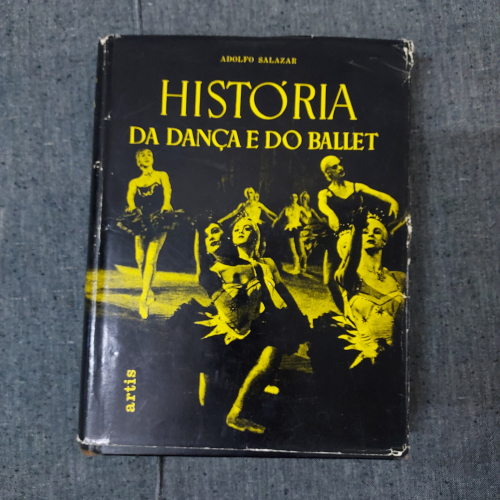 ADOLFO SALAZAR
HISTÓRIA
DA DANÇA E DO BALLET
artis